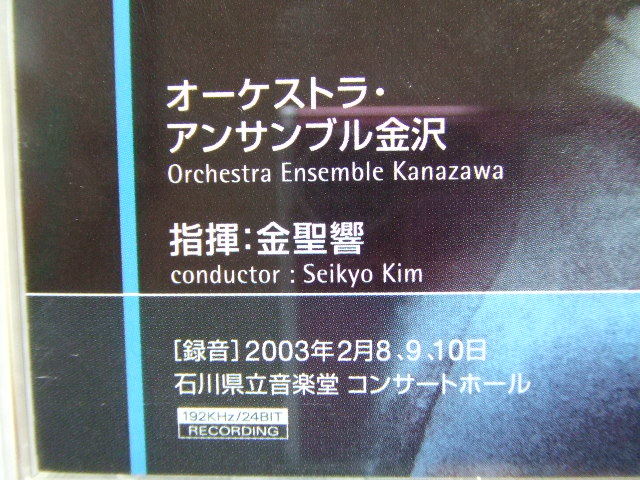 オーケストラ・
アンサンブル金沢
Orchestra Ensemble Kanazawa
指揮:金聖響
conductor : Seikyo Kim
[録音]2003年2月8、9、10日
石川県立音楽堂 コンサートホール
192KHz/24BIT
RECORDING